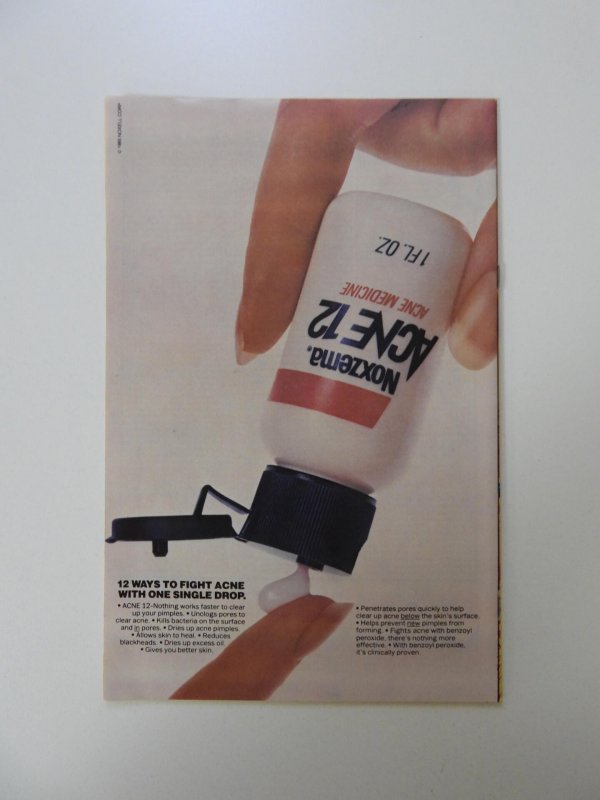 © 1985 NOXELL CORP.
1 FL. OZ.
ACNE MEDICINE
ACNE 12
Noxzema®
12 WAYS TO FIGHT ACNE
WITH ONE SINGLE DROP.
• ACNE 12-Nothing works faster to clear
up your pimples. • Unclogs pores to
clear acne. • Kills bacteria on the surface
and in pores. • Dries up acne pimples.
• Allows skin to heal. • Reduces
blackheads. • Dries up excess oil.
• Gives you better skin.
• Penetrates pores quickly to help
clear up acne below the skin's surface.
• Helps prevent new pimples from
forming. • Fights acne with benzoyl
peroxide, there's nothing more
effective. • With benzoyl peroxide,
it's clinically proven.